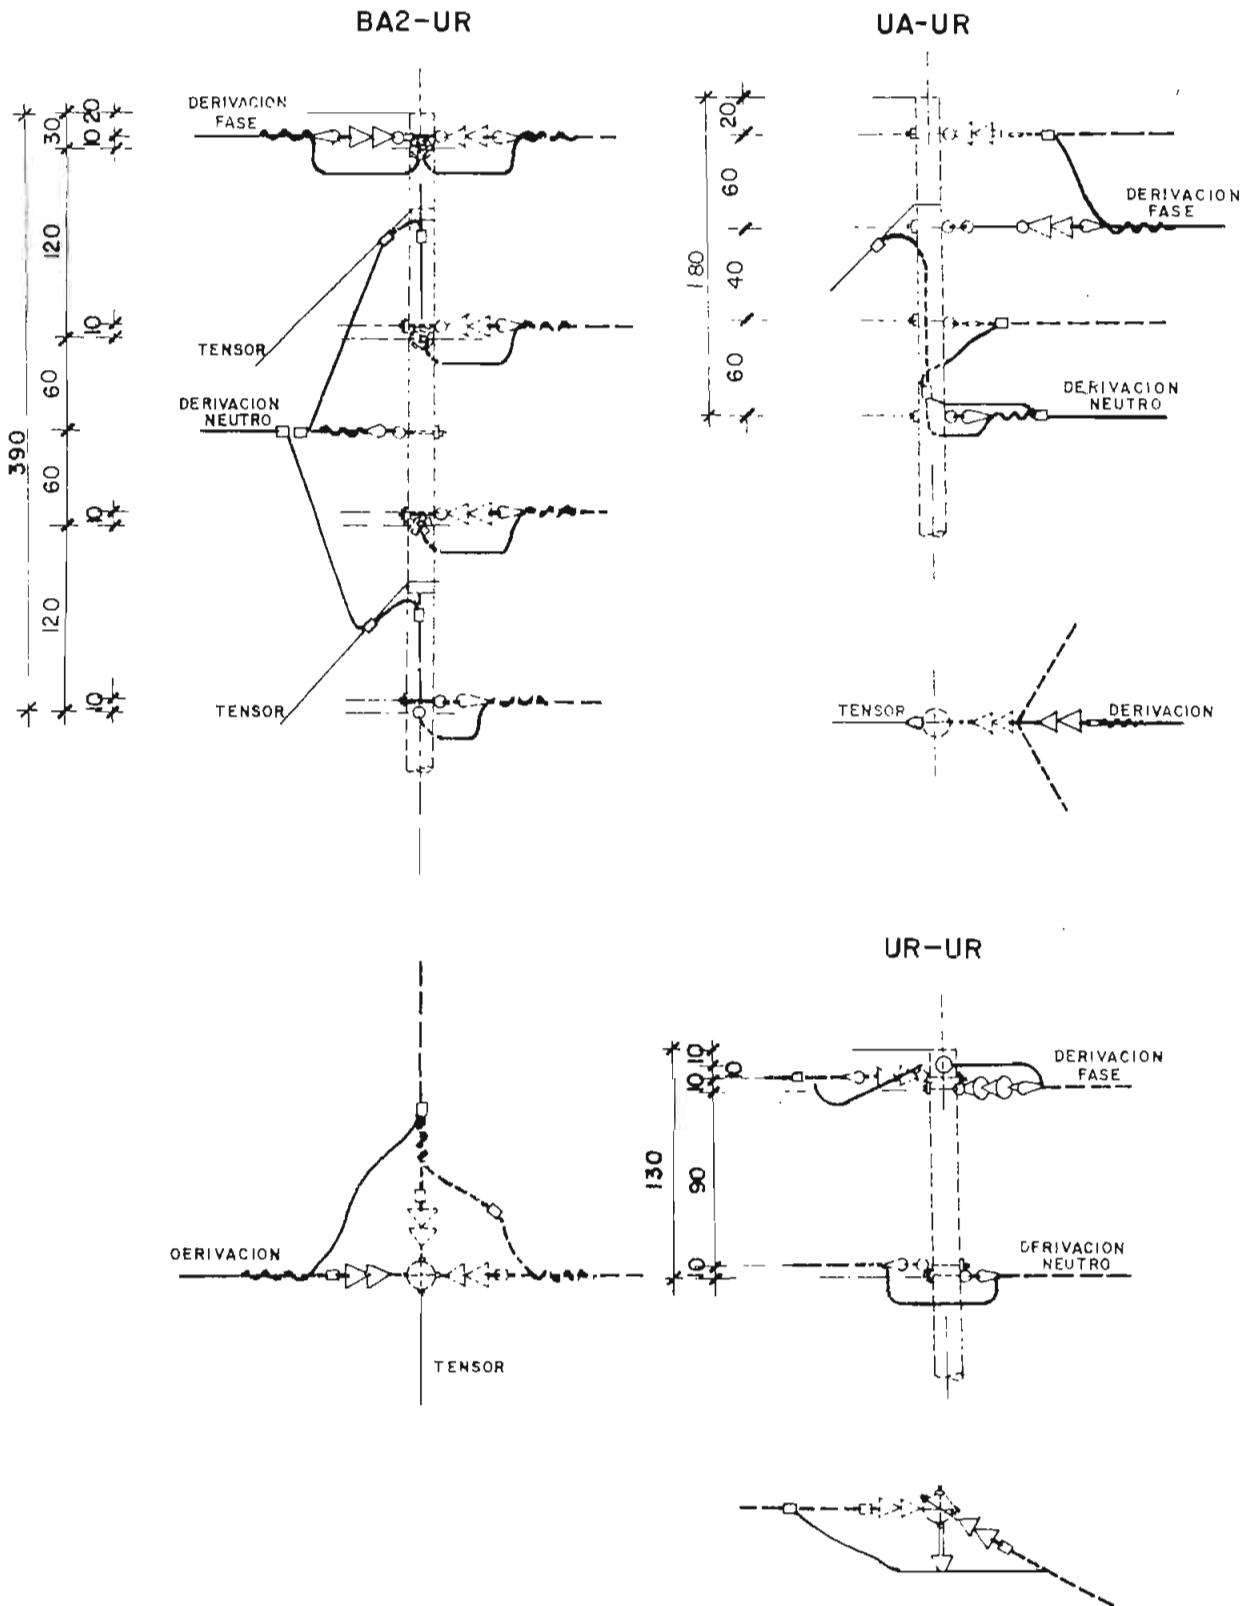 BA2-UR
390
30
120
60
60
120
20
10
10
10
10
DERIVACION
FASE
TENSOR
DERIVACION
NEUTRO
TENSOR
UA-UR
180
20
60
40
60
DERIVACION
FASE
DERIVACION
NEUTRO
TENSOR
DERIVACION
OERIVACION
TENSOR
UR-UR
130
10
10
10
90
10
DERIVACION
FASE
DFRIVACION
NEUTRO